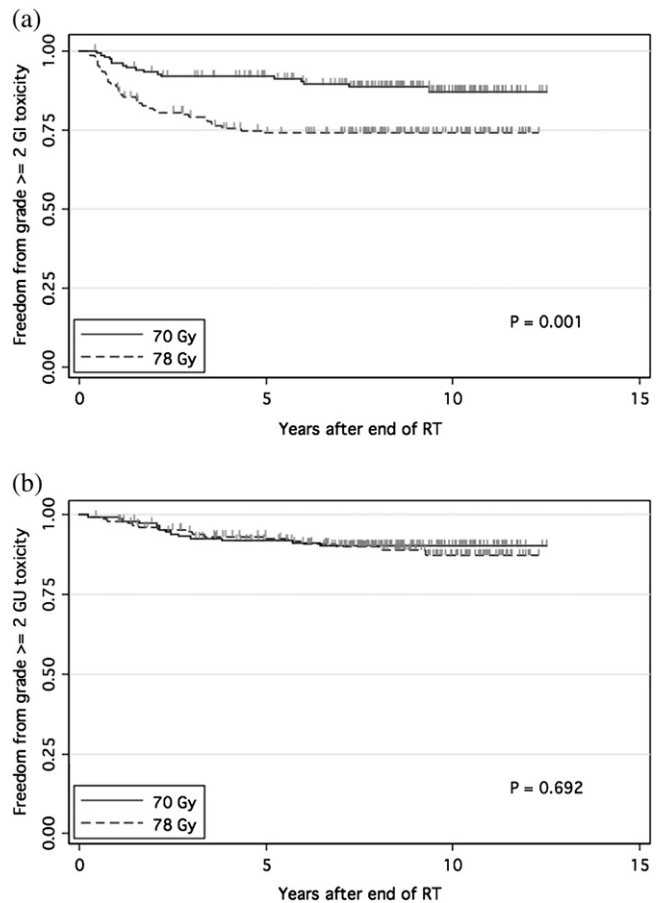 (a)
Freedom from grade >= 2 GI toxicity
1.00
0.75
0.50
0.25
0.00
P = 0.001
70 Gy
78 Gy
0 5 10 15
Years after end of RT
(b)
Freedom from grade >= 2 GU toxicity
1.00
0.75
0.50
0.25
0.00
P = 0.692
70 Gy
78 Gy
0 5 10 15
Years after end of RT